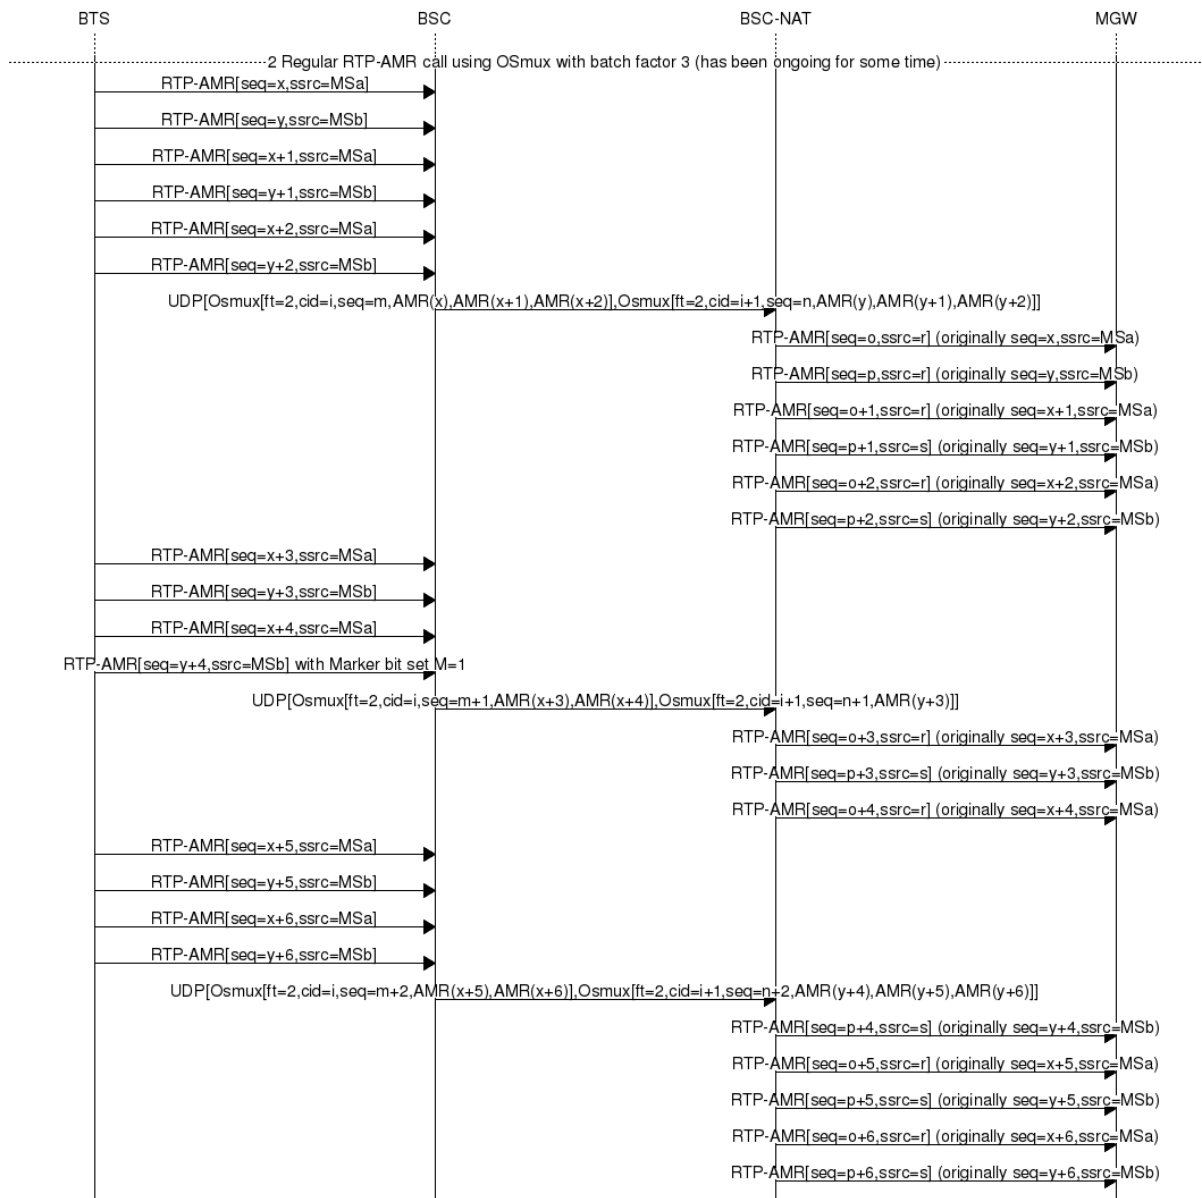 BTS BSC BSC-NAT MGW
2 Regular RTP-AMR call using OSmux with batch factor 3 (has been ongoing for some time)
RTP-AMR[seq=x,ssrc=MSa]
RTP-AMR[seq=y,ssrc=MSb]
RTP-AMR[seq=x+1,ssrc=MSa]
RTP-AMR[seq=y+1,ssrc=MSb]
RTP-AMR[seq=x+2,ssrc=MSa]
RTP-AMR[seq=y+2,ssrc=MSb]
UDP[Osmux[ft=2,cid=i,seq=m,AMR(x),AMR(x+1),AMR(x+2)],Osmux[ft=2,cid=i+1,seq=n,AMR(y),AMR(y+1),AMR(y+2)]]
RTP-AMR[seq=o,ssrc=r] (originally seq=x,ssrc=MSa)
RTP-AMR[seq=p,ssrc=r] (originally seq=y,ssrc=MSb)
RTP-AMR[seq=o+1,ssrc=r] (originally seq=x+1,ssrc=MSa)
RTP-AMR[seq=p+1,ssrc=s] (originally seq=y+1,ssrc=MSb)
RTP-AMR[seq=o+2,ssrc=r] (originally seq=x+2,ssrc=MSa)
RTP-AMR[seq=p+2,ssrc=s] (originally seq=y+2,ssrc=MSb)
RTP-AMR[seq=x+3,ssrc=MSa]
RTP-AMR[seq=y+3,ssrc=MSb]
RTP-AMR[seq=x+4,ssrc=MSa]
RTP-AMR[seq=y+4,ssrc=MSb] with Marker bit set M=1
UDP[Osmux[ft=2,cid=i,seq=m+1,AMR(x+3),AMR(x+4)],Osmux[ft=2,cid=i+1,seq=n+1,AMR(y+3)]]
RTP-AMR[seq=o+3,ssrc=r] (originally seq=x+3,ssrc=MSa)
RTP-AMR[seq=p+3,ssrc=s] (originally seq=y+3,ssrc=MSb)
RTP-AMR[seq=o+4,ssrc=r] (originally seq=x+4,ssrc=MSa)
RTP-AMR[seq=x+5,ssrc=MSa]
RTP-AMR[seq=y+5,ssrc=MSb]
RTP-AMR[seq=x+6,ssrc=MSa]
RTP-AMR[seq=y+6,ssrc=MSb]
UDP[Osmux[ft=2,cid=i,seq=m+2,AMR(x+5),AMR(x+6)],Osmux[ft=2,cid=i+1,seq=n+2,AMR(y+4),AMR(y+5),AMR(y+6)]]
RTP-AMR[seq=p+4,ssrc=s] (originally seq=y+4,ssrc=MSb)
RTP-AMR[seq=o+5,ssrc=r] (originally seq=x+5,ssrc=MSa)
RTP-AMR[seq=p+5,ssrc=s] (originally seq=y+5,ssrc=MSb)
RTP-AMR[seq=o+6,ssrc=r] (originally seq=x+6,ssrc=MSa)
RTP-AMR[seq=p+6,ssrc=s] (originally seq=y+6,ssrc=MSb)